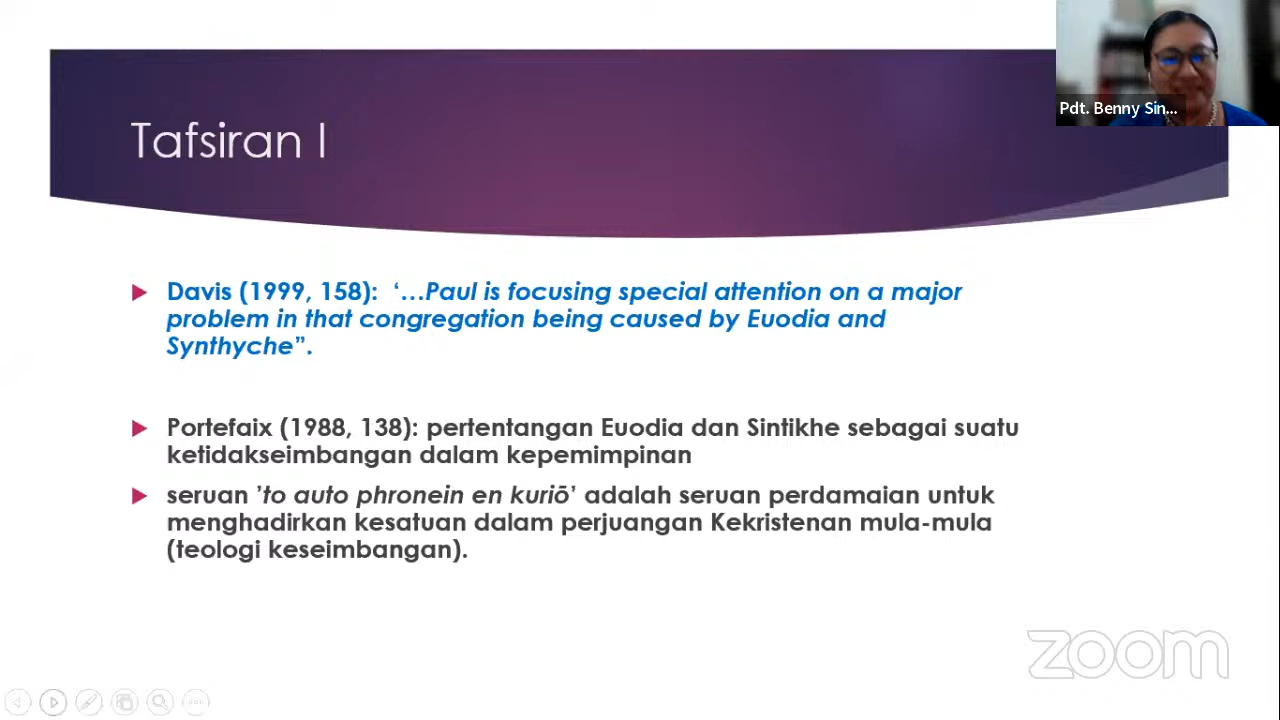 Pdt. Benny Sin...
Tafsiran I
Davis (1999, 158): ‘…Paul is focusing special attention on a major
problem in that congregation being caused by Euodia and
Synthyche”.
Portefaix (1988, 138): pertentangan Euodia dan Sintikhe sebagai suatu
ketidakseimbangan dalam kepemimpinan
seruan ’to auto phronein en kuriō’ adalah seruan perdamaian untuk
menghadirkan kesatuan dalam perjuangan Kekristenan mula-mula
(teologi keseimbangan).
zoom